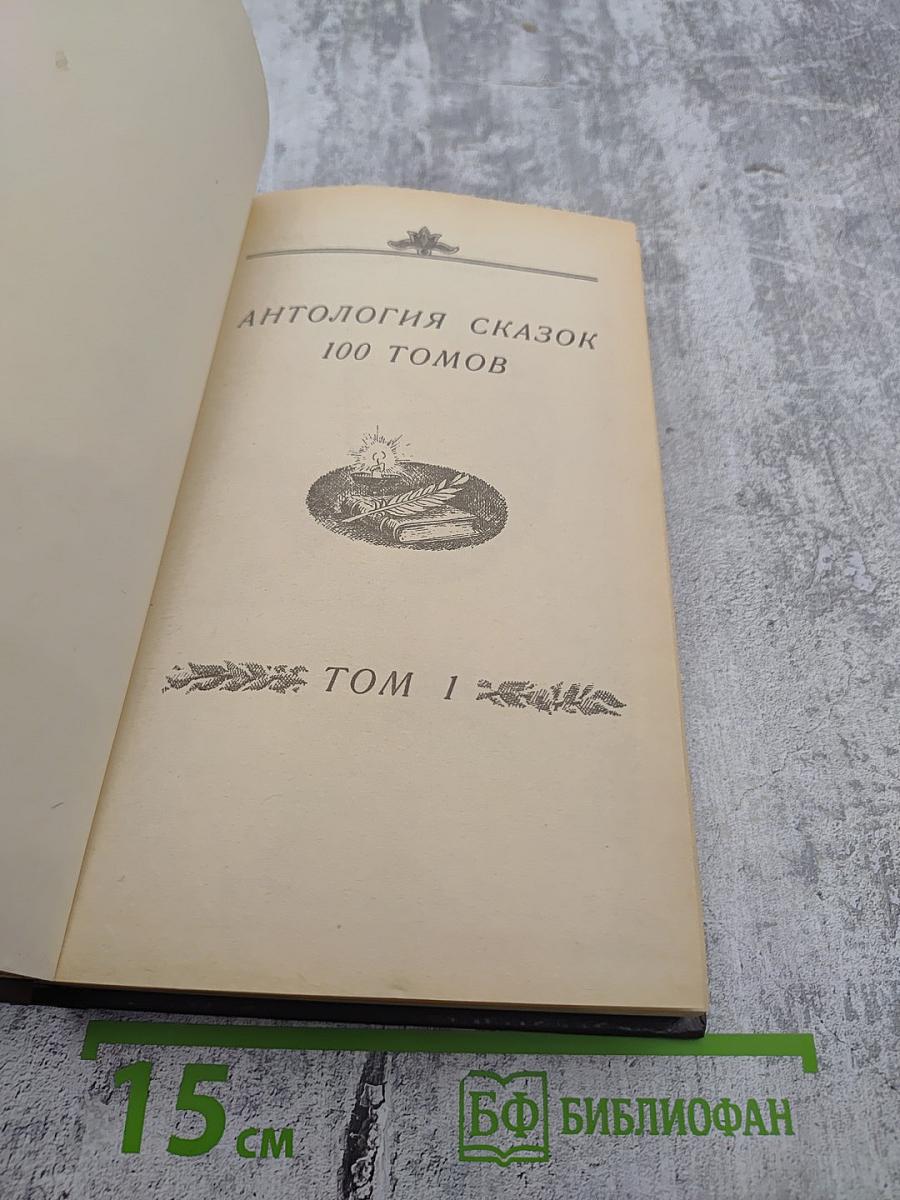 АНТОЛОГИЯ СКАЗОК
100 ТОМОВ
ТОМ 1
15 см
БФ БИБЛИОФАН